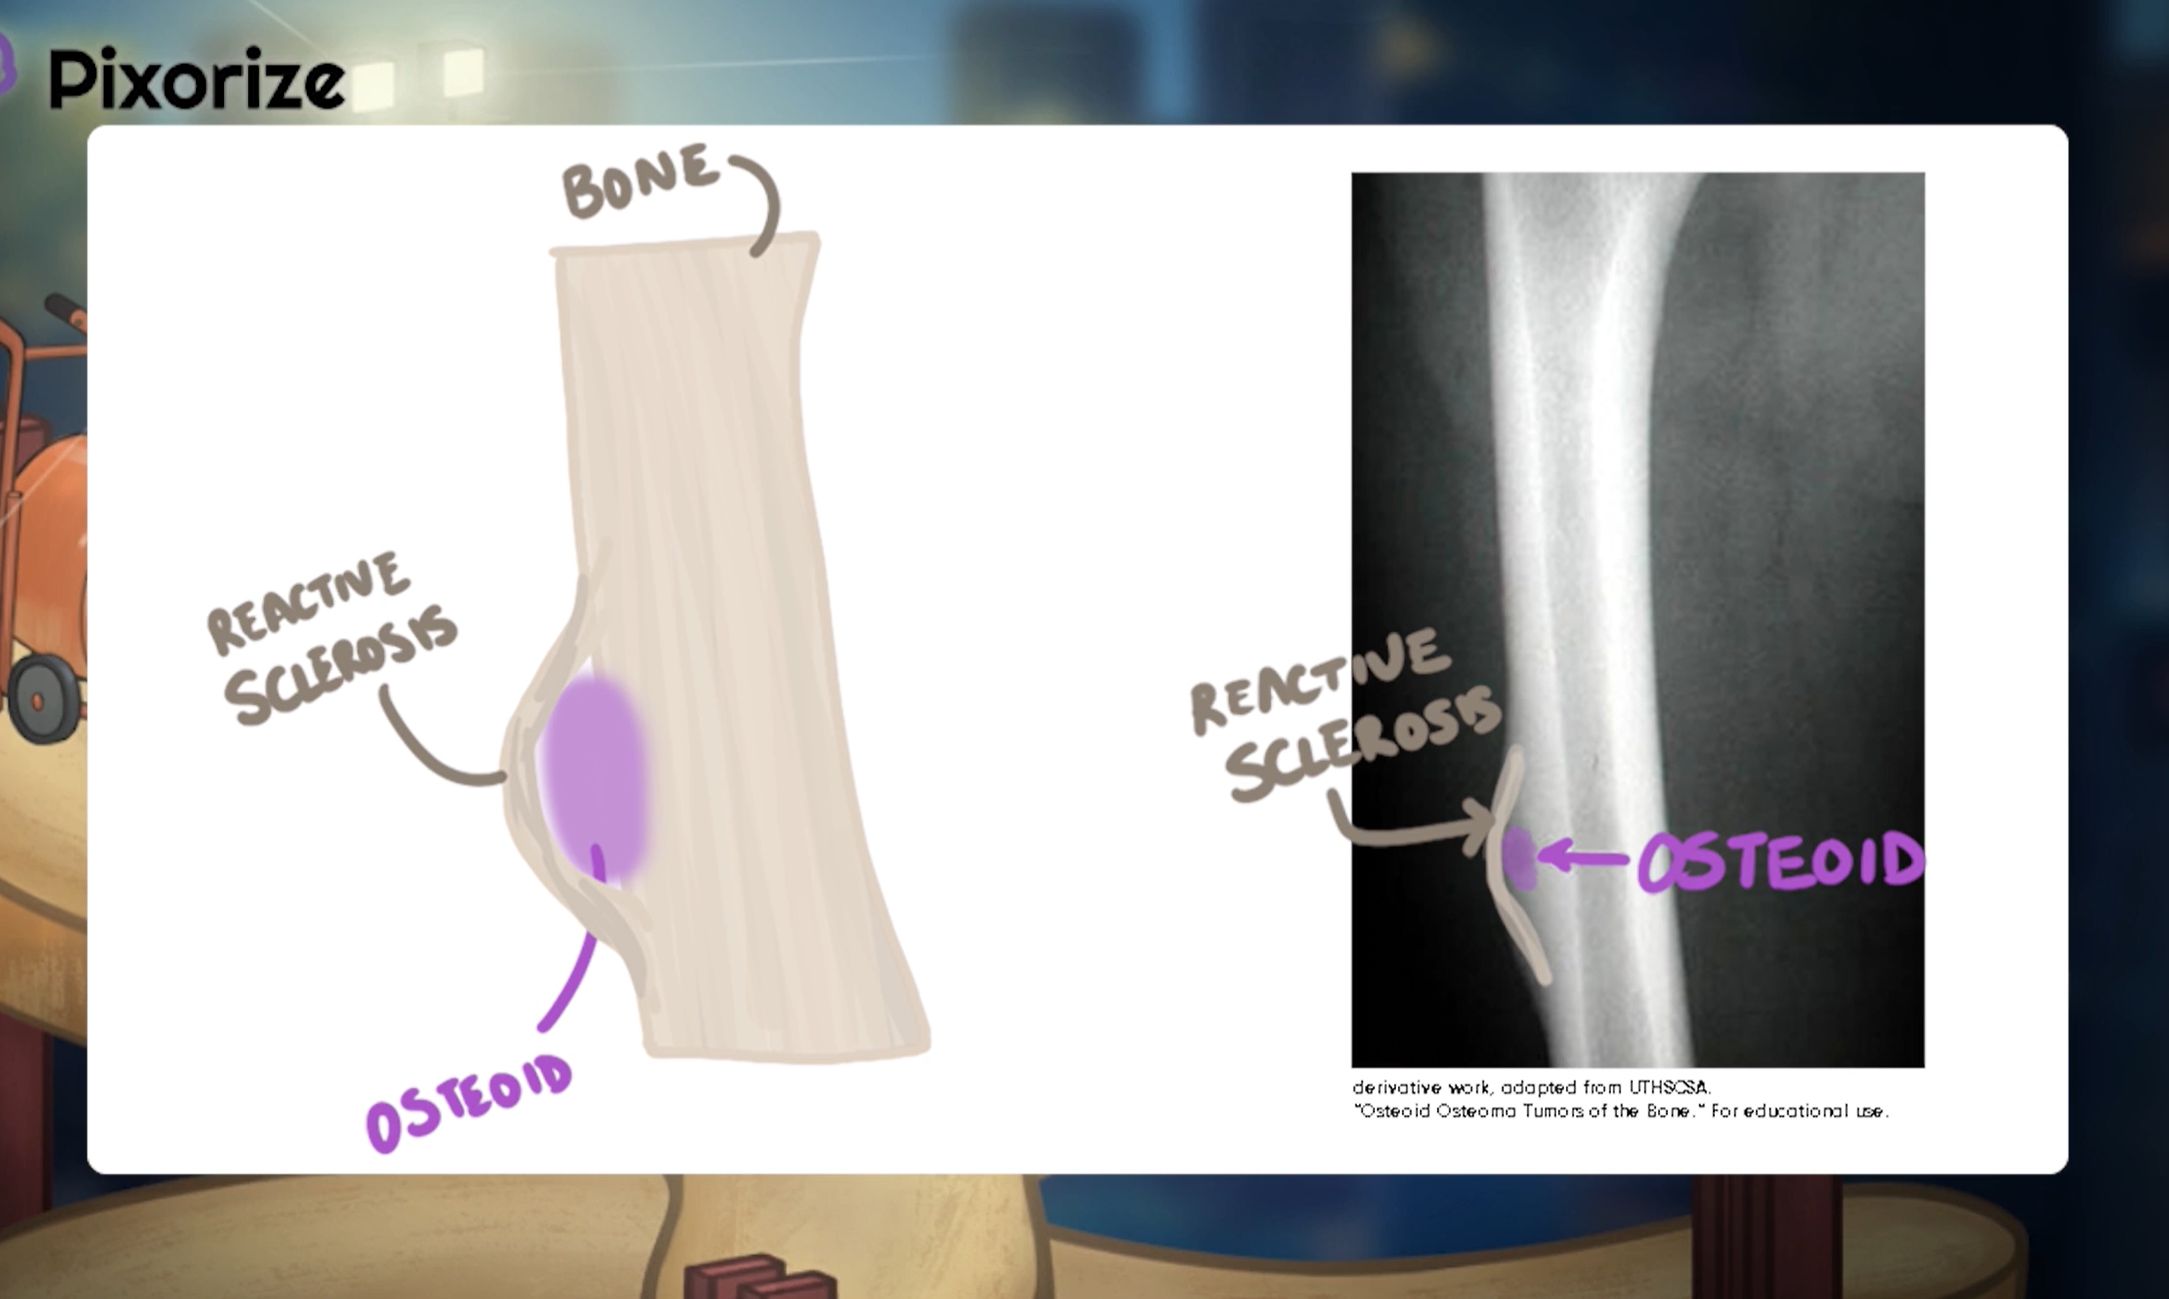 Pixorize
BONE
REACTIVE
SCLEROSIS
OSTEOID
REACTIVE
SCLEROSIS
OSTEOID
derivative work, adapted from UTHSCSA.
"Osteoid Osteoma Tumors of the Bone." For educational use.